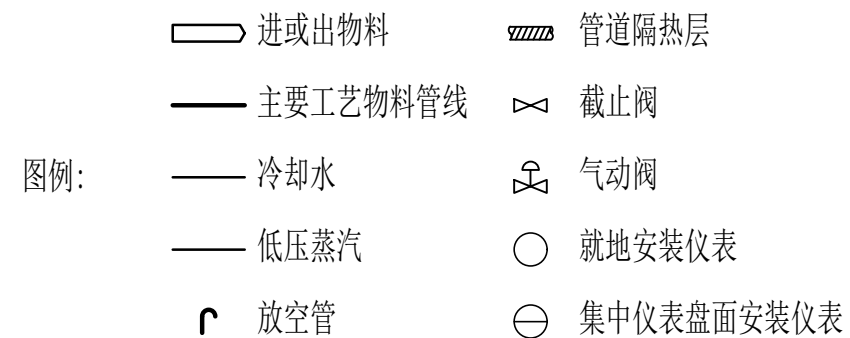 进或出物料 管道隔热层
主要工艺物料管线 截止阀
图例: 冷却水 气动阀
低压蒸汽 就地安装仪表
放空管 集中仪表盘面安装仪表